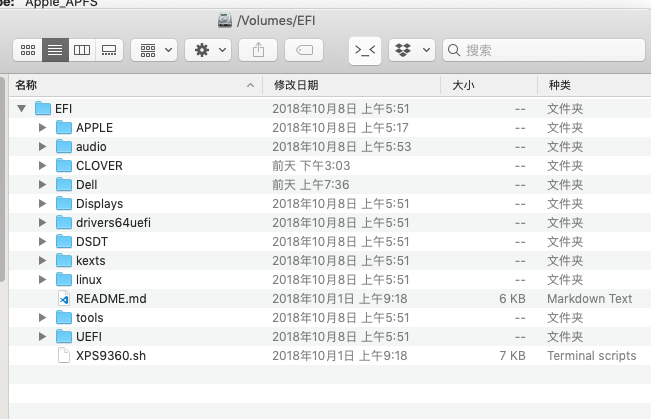 pe: Apple_APFS
/Volumes/EFI
>_< 搜索
名称 修改日期 大小 种类
EFI 2018年10月8日 上午5:51 -- 文件夹
APPLE 2018年10月8日 上午5:17 -- 文件夹
audio 2018年10月8日 上午5:53 -- 文件夹
CLOVER 前天 下午3:03 -- 文件夹
Dell 前天 上午7:36 -- 文件夹
Displays 2018年10月8日 上午5:51 -- 文件夹
drivers64uefi 2018年10月8日 上午5:51 -- 文件夹
DSDT 2018年10月8日 上午5:51 -- 文件夹
kexts 2018年10月8日 上午5:51 -- 文件夹
linux 2018年10月8日 上午5:51 -- 文件夹
README.md 2018年10月1日 上午9:18 6 KB Markdown Text
tools 2018年10月8日 上午5:51 -- 文件夹
UEFI 2018年10月8日 上午5:51 -- 文件夹
XPS9360.sh 2018年10月1日 上午9:18 7 KB Terminal scripts